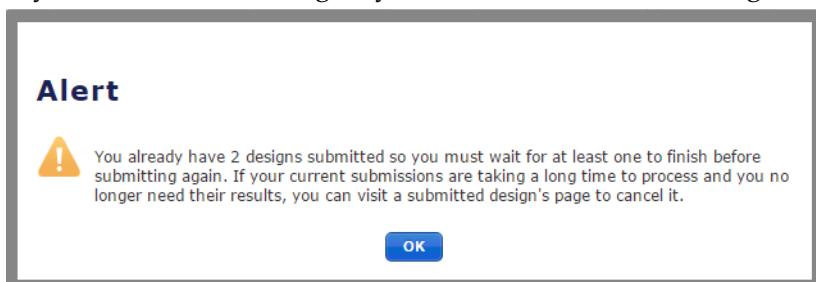 Alert
You already have 2 designs submitted so you must wait for at least one to finish before
submitting again. If your current submissions are taking a long time to process and you no
longer need their results, you can visit a submitted design's page to cancel it.
OK